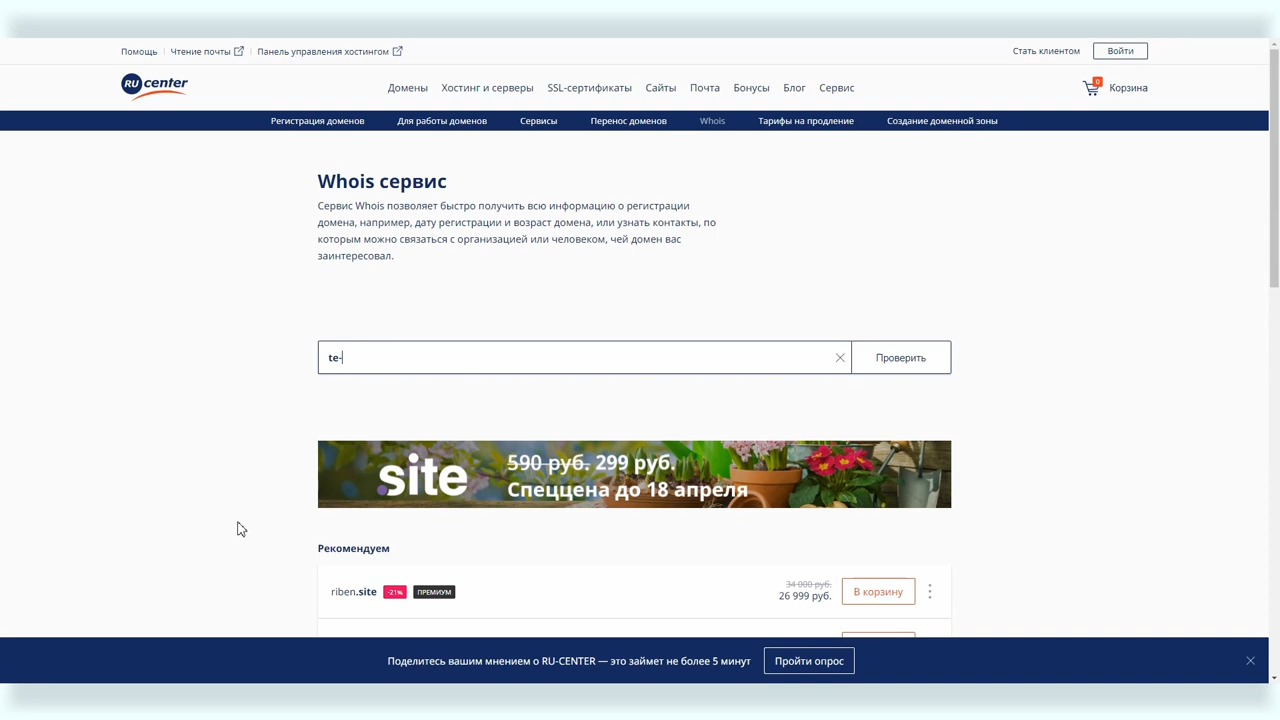 Помощь
Чтение почты
Панель управления хостингом
Стать клиентом
Войти
RU center
Домены
Хостинг и серверы
SSL-сертификаты
Сайты
Почта
Бонусы
Блог
Сервис
0
Корзина
Регистрация доменов
Для работы доменов
Сервисы
Перенос доменов
Whois
Тарифы на продление
Создание доменной зоны
Whois сервис
Сервис Whois позволяет быстро получить всю информацию о регистрации
домена, например, дату регистрации и возраст домена, или узнать контакты, по
которым можно связаться с организацией или человеком, чей домен вас
заинтересовал.
te-
Проверить
.site
590 руб. 299 руб.
Спеццена до 18 апреля
Рекомендуем
riben.site
-21%
ПРЕМИУМ
34 000 руб.
26 999 руб.
В корзину
Поделитесь вашим мнением о RU-CENTER — это займет не более 5 минут
Пройти опрос